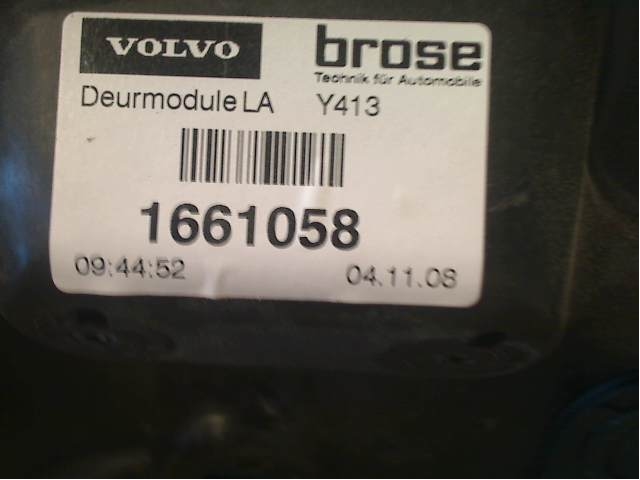 VOLVO brose
Technik für Automobile
Deurmodule LA Y413
1661058
09:44:52 04.11.08